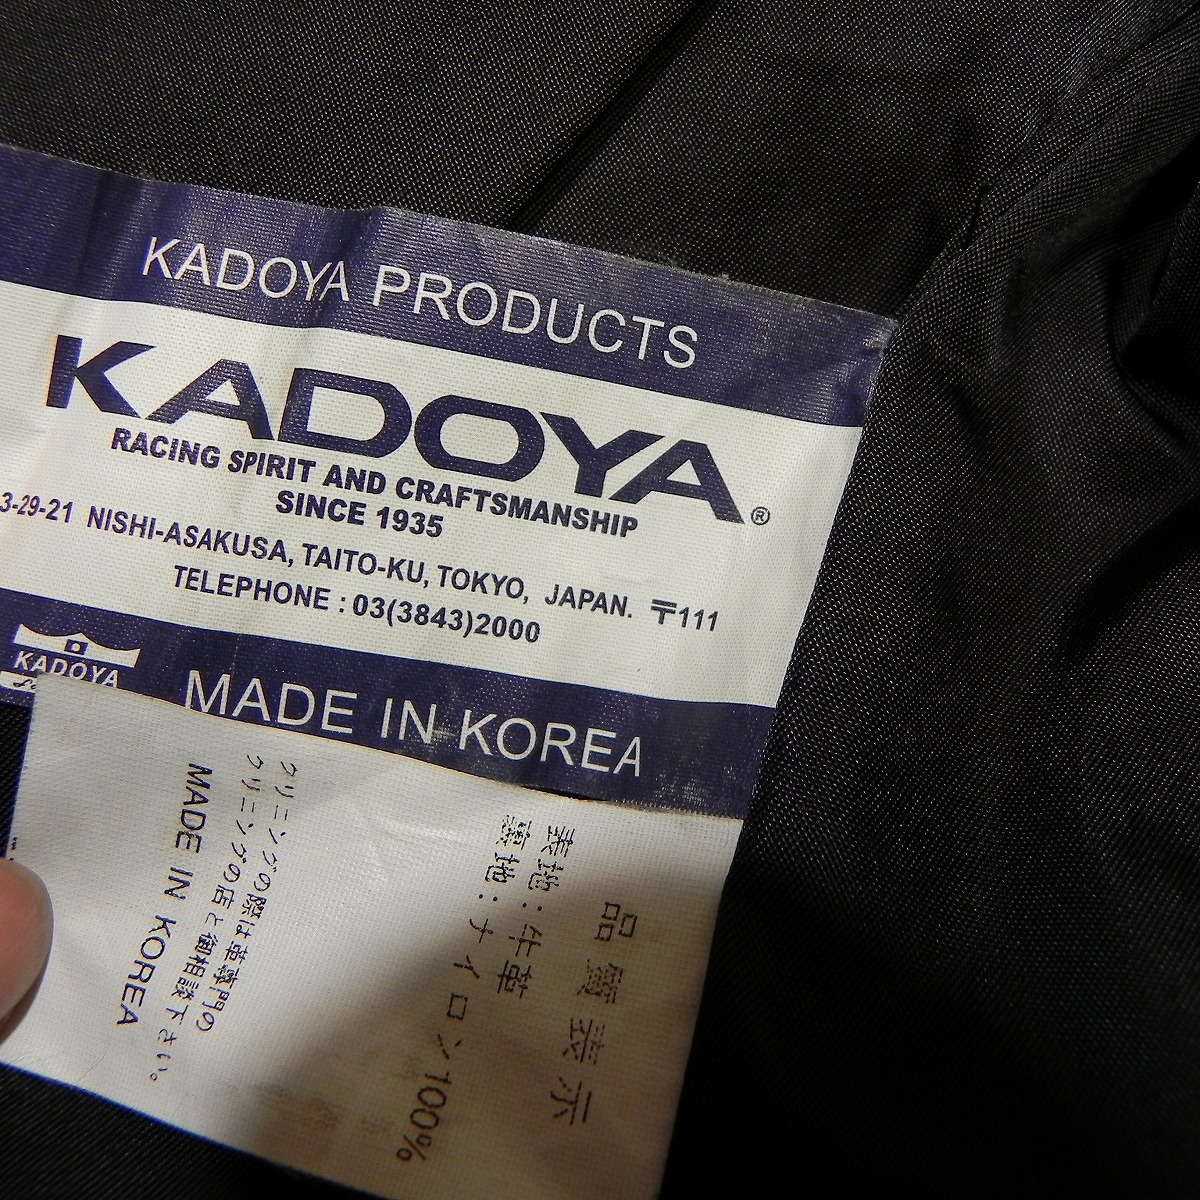 KADOYA PRODUCTS
KADOYA®
RACING SPIRIT AND CRAFTSMANSHIP
SINCE 1935
3-29-21 NISHI-ASAKUSA, TAITO-KU, TOKYO, JAPAN. 〒111
TELEPHONE : 03(3843)2000
KADOYA
MADE IN KOREA
品質表示
表地：牛革
裏地：ナイロン100%
クリニングの際は革専門の
クリニングの店と御相談下さい。
MADE IN KOREA